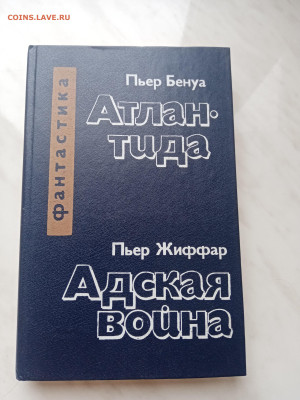 COINS.LAVE.RU
фантастика
Пьер Бенуа
Атлан-
тида
Пьер Жиффар
Адская
война